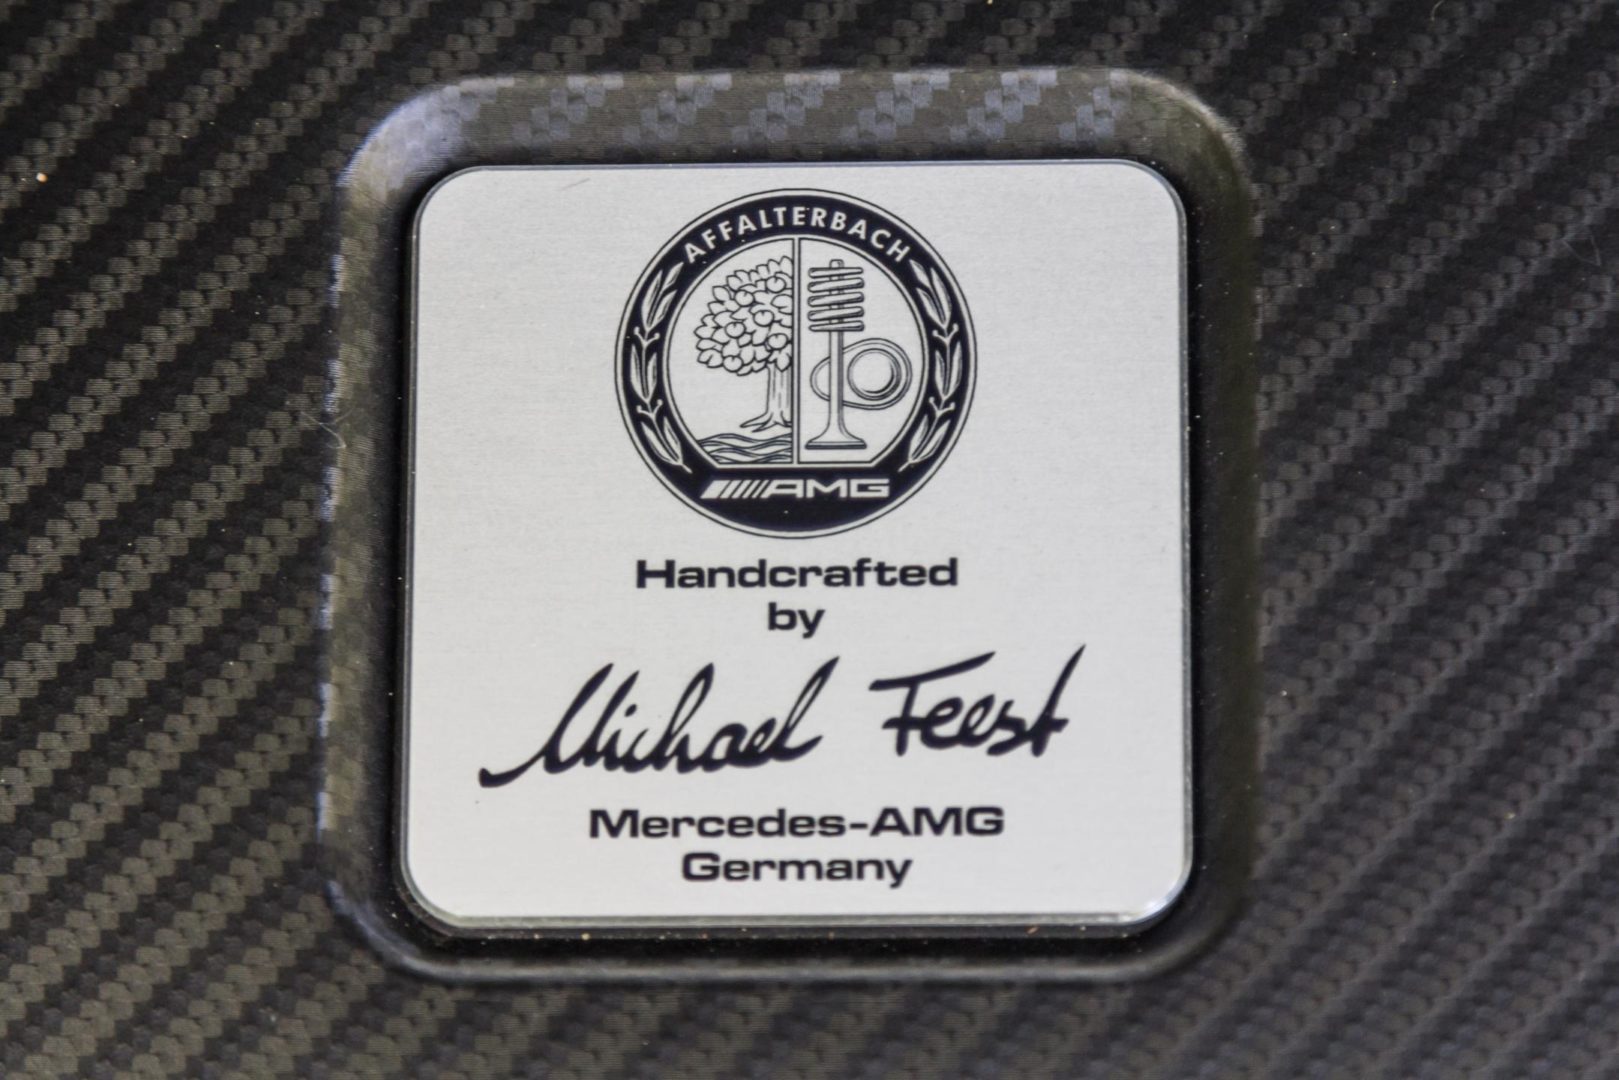 AFFALTERBACH
AMG
Handcrafted
by
Michael Feest
Mercedes-AMG
Germany